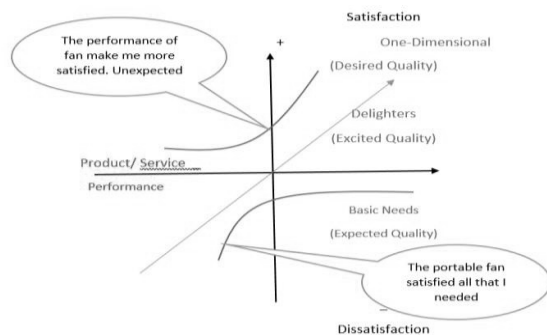 Satisfaction
The performance of
fan make me more
satisfied. Unexpected
+
One-Dimensional
(Desired Quality)
Delighters
(Excited Quality)
Product/ Service
Performance
Basic Needs
(Expected Quality)
The portable fan
satisfied all that I
needed
–
Dissatisfaction